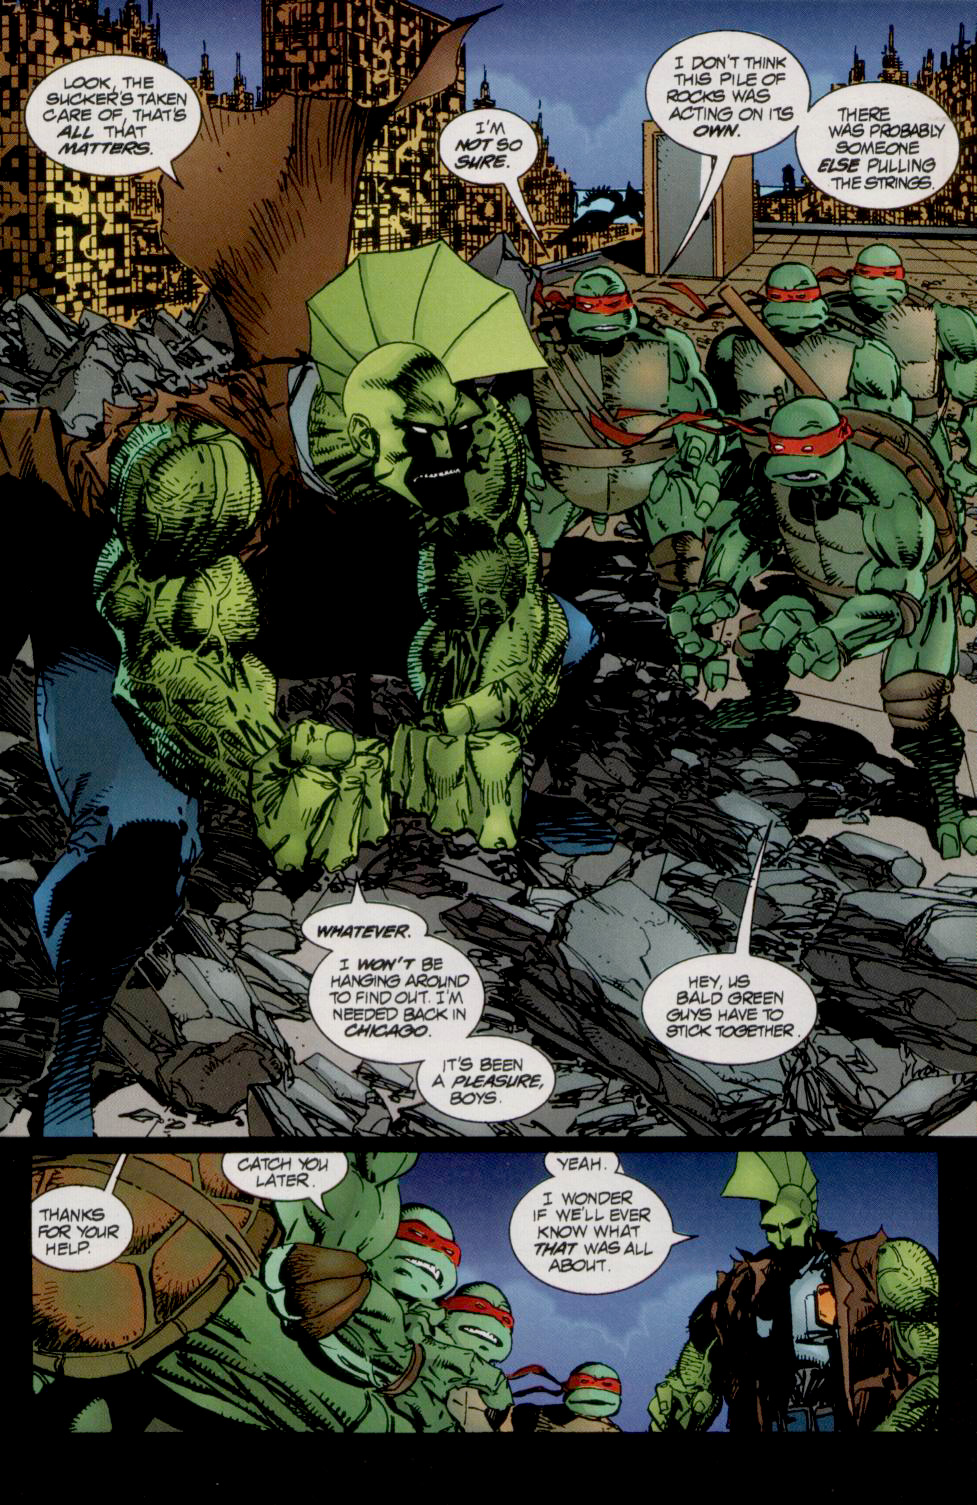 LOOK, THE
SUCKER'S TAKEN
CARE OF, THAT'S
ALL THAT
MATTERS.
I'M
NOT SO
SURE.
I DON'T THINK
THIS PILE OF
ROCKS WAS
ACTING ON ITS
OWN.
THERE
WAS PROBABLY
SOMEONE
ELSE PULLING
THE STRINGS.
WHATEVER.
I WON'T BE
HANGING AROUND
TO FIND OUT. I'M
NEEDED BACK IN
CHICAGO.
IT'S BEEN
A PLEASURE,
BOYS.
HEY, US
BALD GREEN
GUYS HAVE TO
STICK TOGETHER.
THANKS
FOR YOUR
HELP.
CATCH YOU
LATER.
YEAH.
I WONDER
IF WE'LL EVER
KNOW WHAT
THAT WAS ALL
ABOUT.